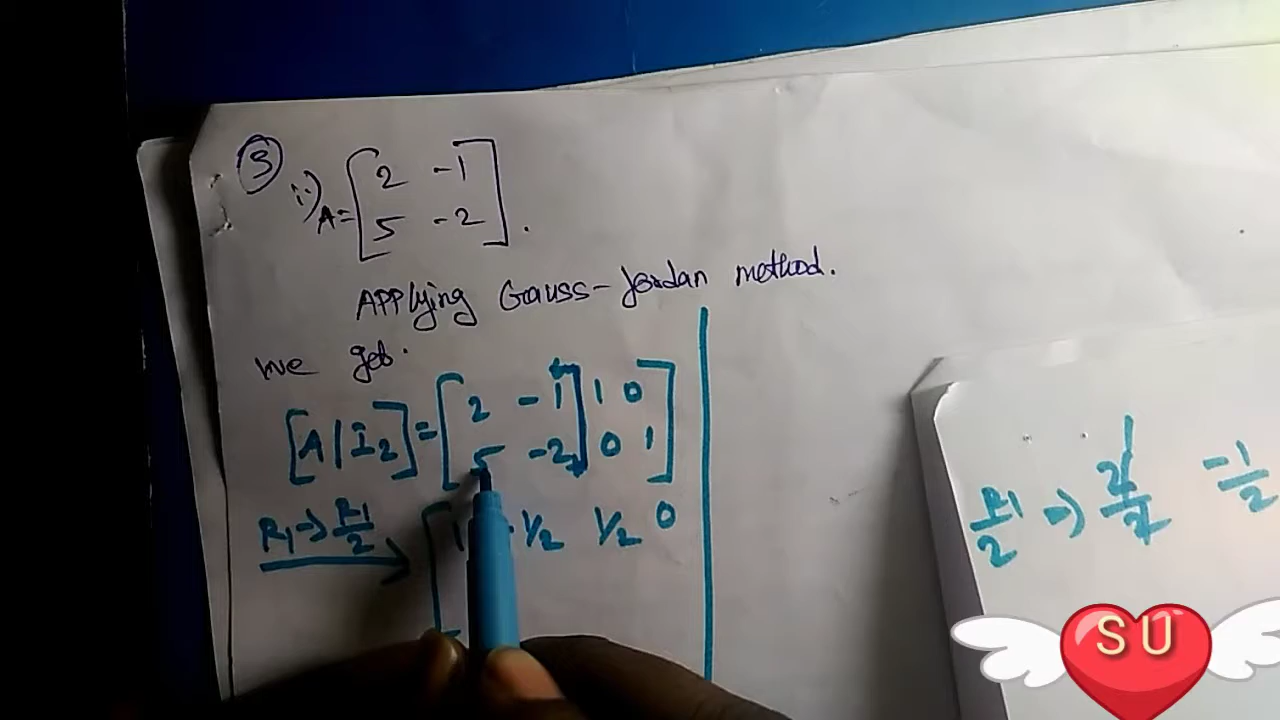 ③ i) A = [ 2 -1
5 -2 ].
Applying Gauss-Jordan method.
we get.
[A | I₂] = [ 2 -1 | 1 0
5 -2 | 0 1 ]
R₁→R₁/2 → [ 1 -1/2 1/2 0
R₁/2 ⇒ 2/2 -1/2
SU